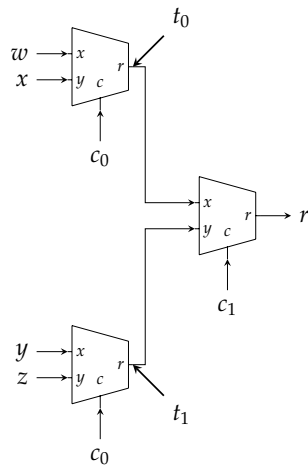 t₀
w x r
x y c
c₀
x r r
y c
c₁
y x r
z y c
t₁
c₀